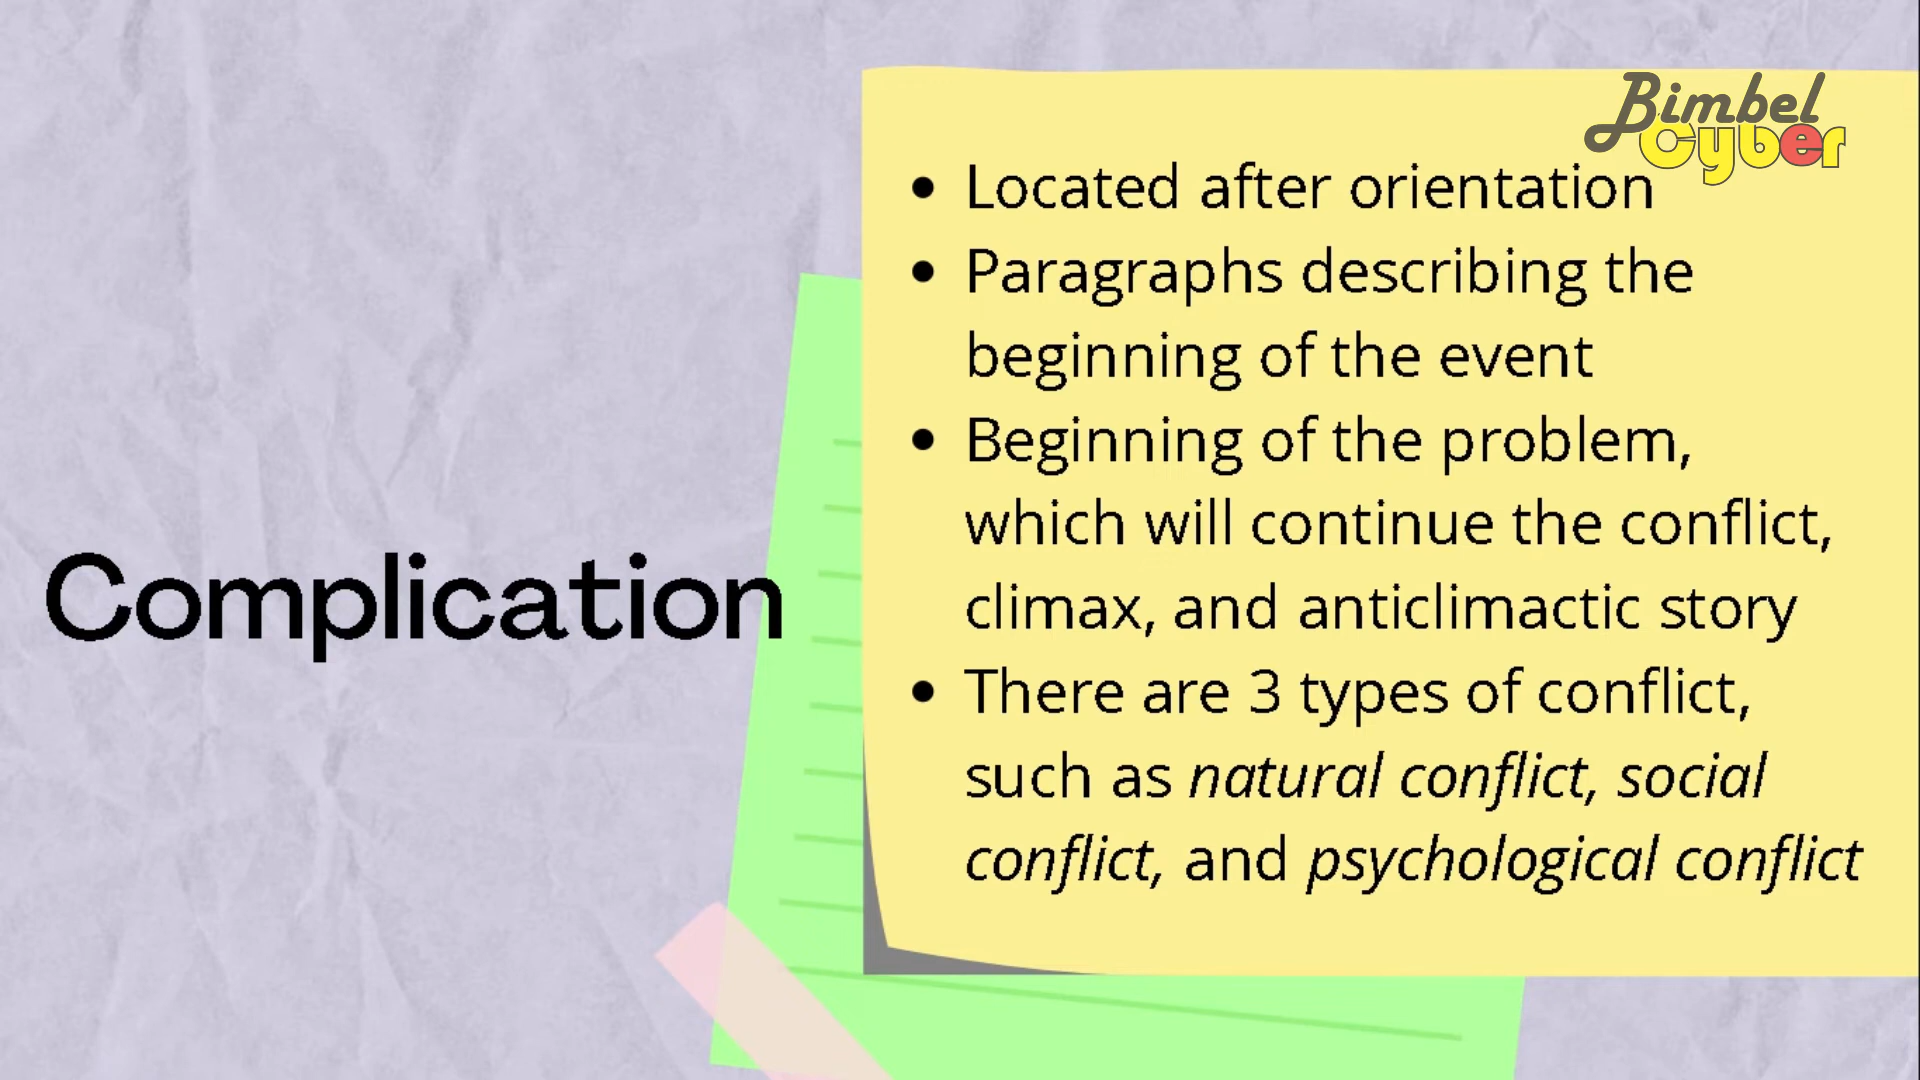 Bimbel
Cyber
Complication
• Located after orientation
• Paragraphs describing the
beginning of the event
• Beginning of the problem,
which will continue the conflict,
climax, and anticlimactic story
• There are 3 types of conflict,
such as natural conflict, social
conflict, and psychological conflict